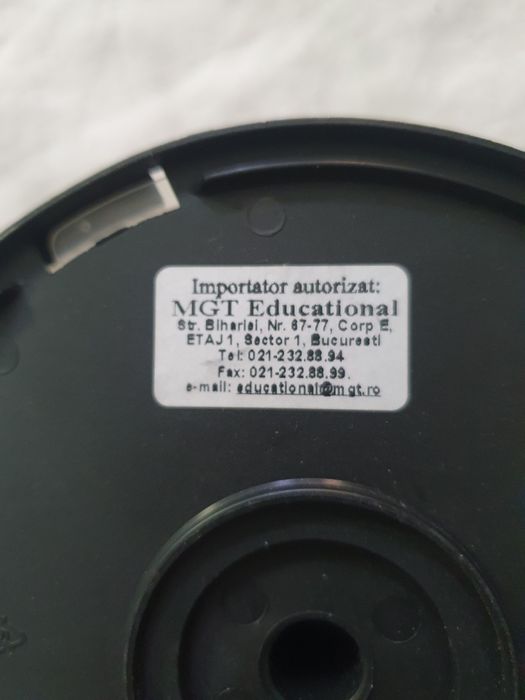 Importator autorizat:
MGT Educational
Str. Bihariei, Nr. 67-77, Corp E,
ETAJ 1, Sector 1, Bucuresti
Tel: 021-232.88.94
Fax: 021-232.88.99.
e-mail: educational@mgt.ro